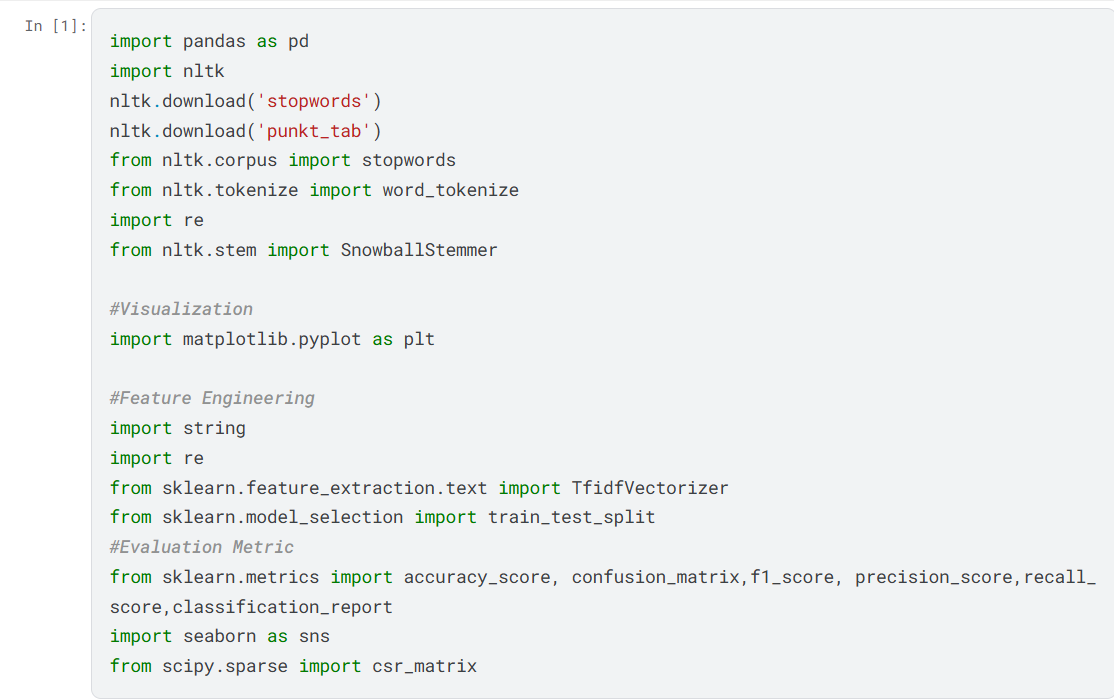 In [1]:
import pandas as pd
import nltk
nltk.download('stopwords')
nltk.download('punkt_tab')
from nltk.corpus import stopwords
from nltk.tokenize import word_tokenize
import re
from nltk.stem import SnowballStemmer
#Visualization
import matplotlib.pyplot as plt
#Feature Engineering
import string
import re
from sklearn.feature_extraction.text import TfidfVectorizer
from sklearn.model_selection import train_test_split
#Evaluation Metric
from sklearn.metrics import accuracy_score, confusion_matrix,f1_score, precision_score,recall_
score,classification_report
import seaborn as sns
from scipy.sparse import csr_matrix